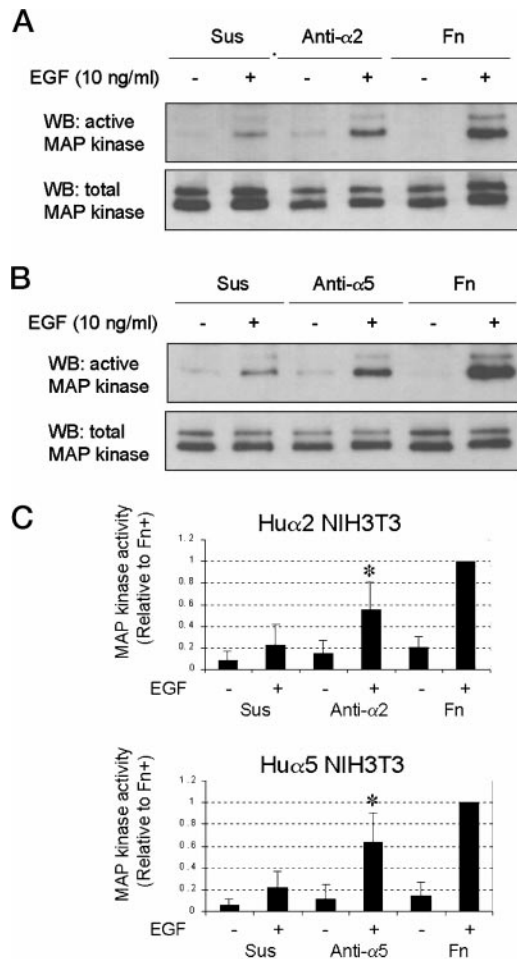 A
Sus Anti-α2 Fn
EGF (10 ng/ml) - + - + - +
WB: active
MAP kinase
WB: total
MAP kinase
B
Sus Anti-α5 Fn
EGF (10 ng/ml) - + - + - +
WB: active
MAP kinase
WB: total
MAP kinase
C
Huα2 NIH3T3
MAP kinase activity
(Relative to Fn+)
1.2
1
0.8
0.6
0.4
0.2
0
*
EGF - + - + - +
Sus Anti-α2 Fn
Huα5 NIH3T3
MAP kinase activity
(Relative to Fn+)
1.2
1
0.8
0.6
0.4
0.2
0
*
EGF - + - + - +
Sus Anti-α5 Fn